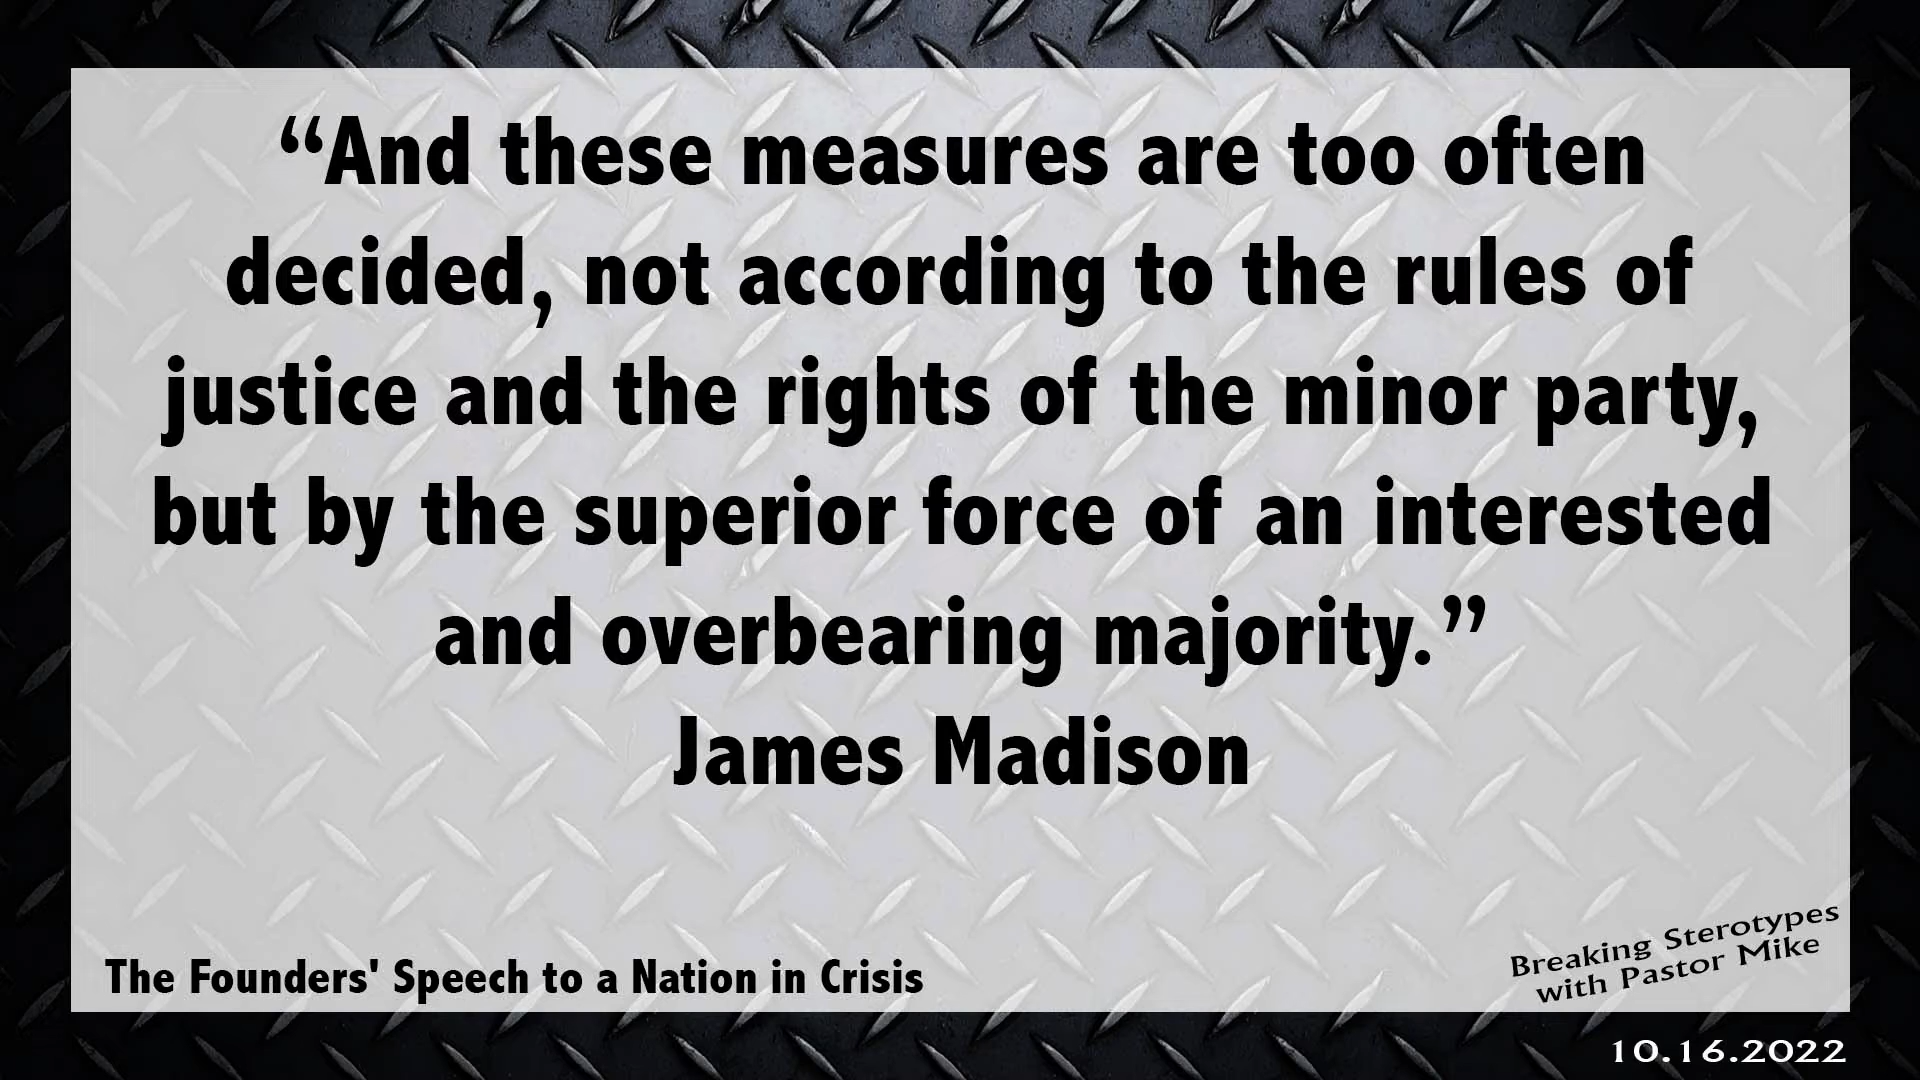 “And these measures are too often
decided, not according to the rules of
justice and the rights of the minor party,
but by the superior force of an interested
and overbearing majority.”
James Madison
The Founders' Speech to a Nation in Crisis
Breaking Sterotypes
with Pastor Mike
10.16.2022